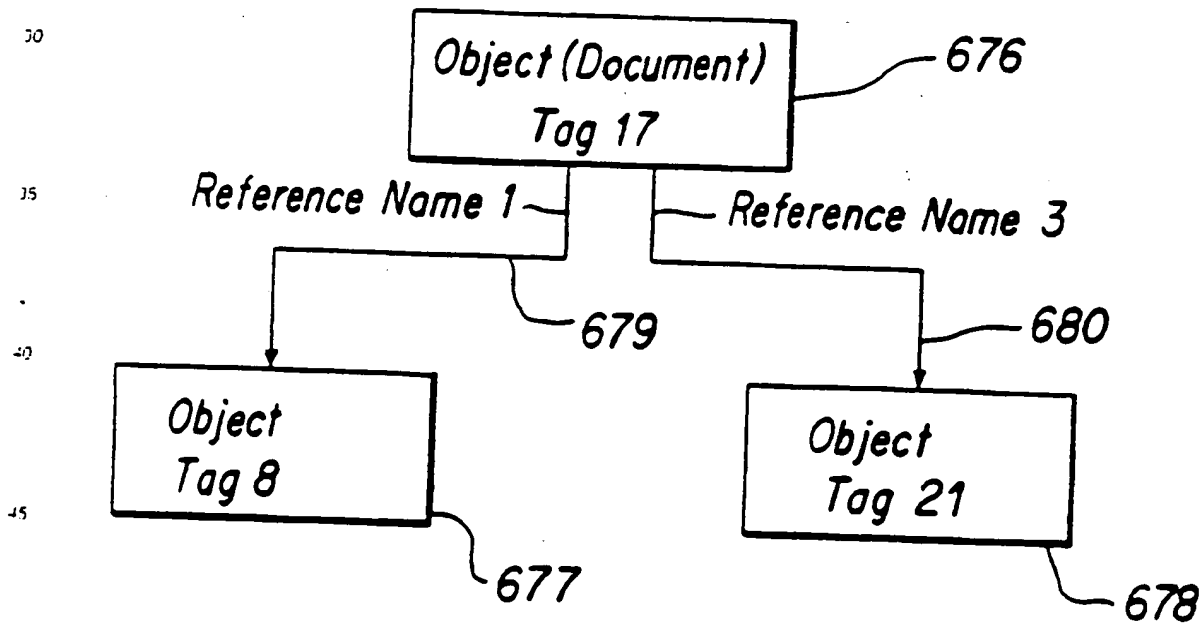 30
Object (Document)
Tag 17
676
35
Reference Name 1
Reference Name 3
679
680
40
Object
Tag 8
Object
Tag 21
45
677
678